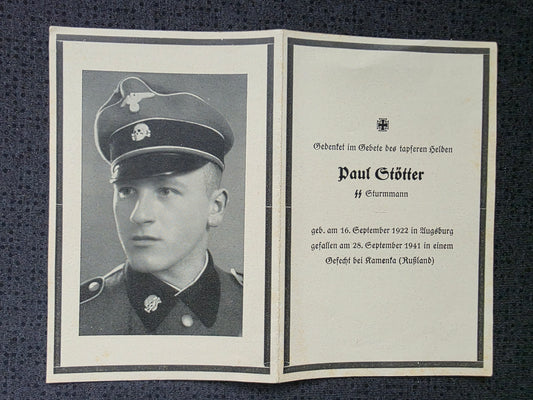 Gedenket im Gebete des tapferen Helden
Paul Stötter
ᛋᛋ Sturmmann
geb. am 16. September 1922 in Augsburg
gefallen am 28. September 1941 in einem
Gefecht bei Kamenka (Rußland)